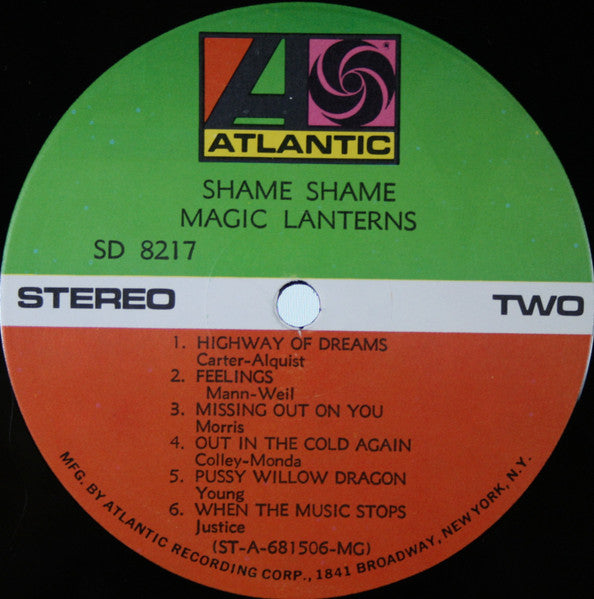 ATLANTIC
SHAME SHAME
MAGIC LANTERNS
SD 8217
STEREO
TWO
1. HIGHWAY OF DREAMS
Carter-Alquist
2. FEELINGS
Mann-Weil
3. MISSING OUT ON YOU
Morris
4. OUT IN THE COLD AGAIN
Colley-Monda
5. PUSSY WILLOW DRAGON
Young
6. WHEN THE MUSIC STOPS
Justice
(ST-A-681506-MG)
MFG. BY ATLANTIC RECORDING CORP., 1841 BROADWAY, NEW YORK, N.Y.